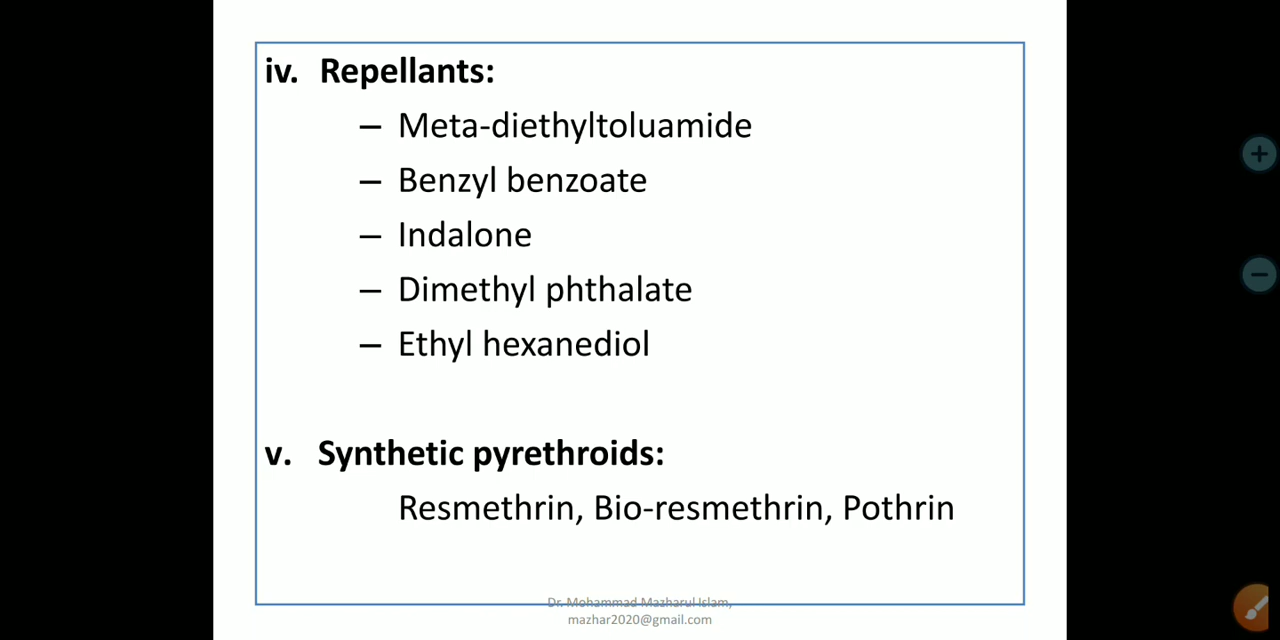 iv. Repellants:
– Meta-diethyltoluamide
– Benzyl benzoate
– Indalone
– Dimethyl phthalate
– Ethyl hexanediol
v. Synthetic pyrethroids:
Resmethrin, Bio-resmethrin, Pothrin
Dr. Mohammad Mazharul Islam,
mazhar2020@gmail.com